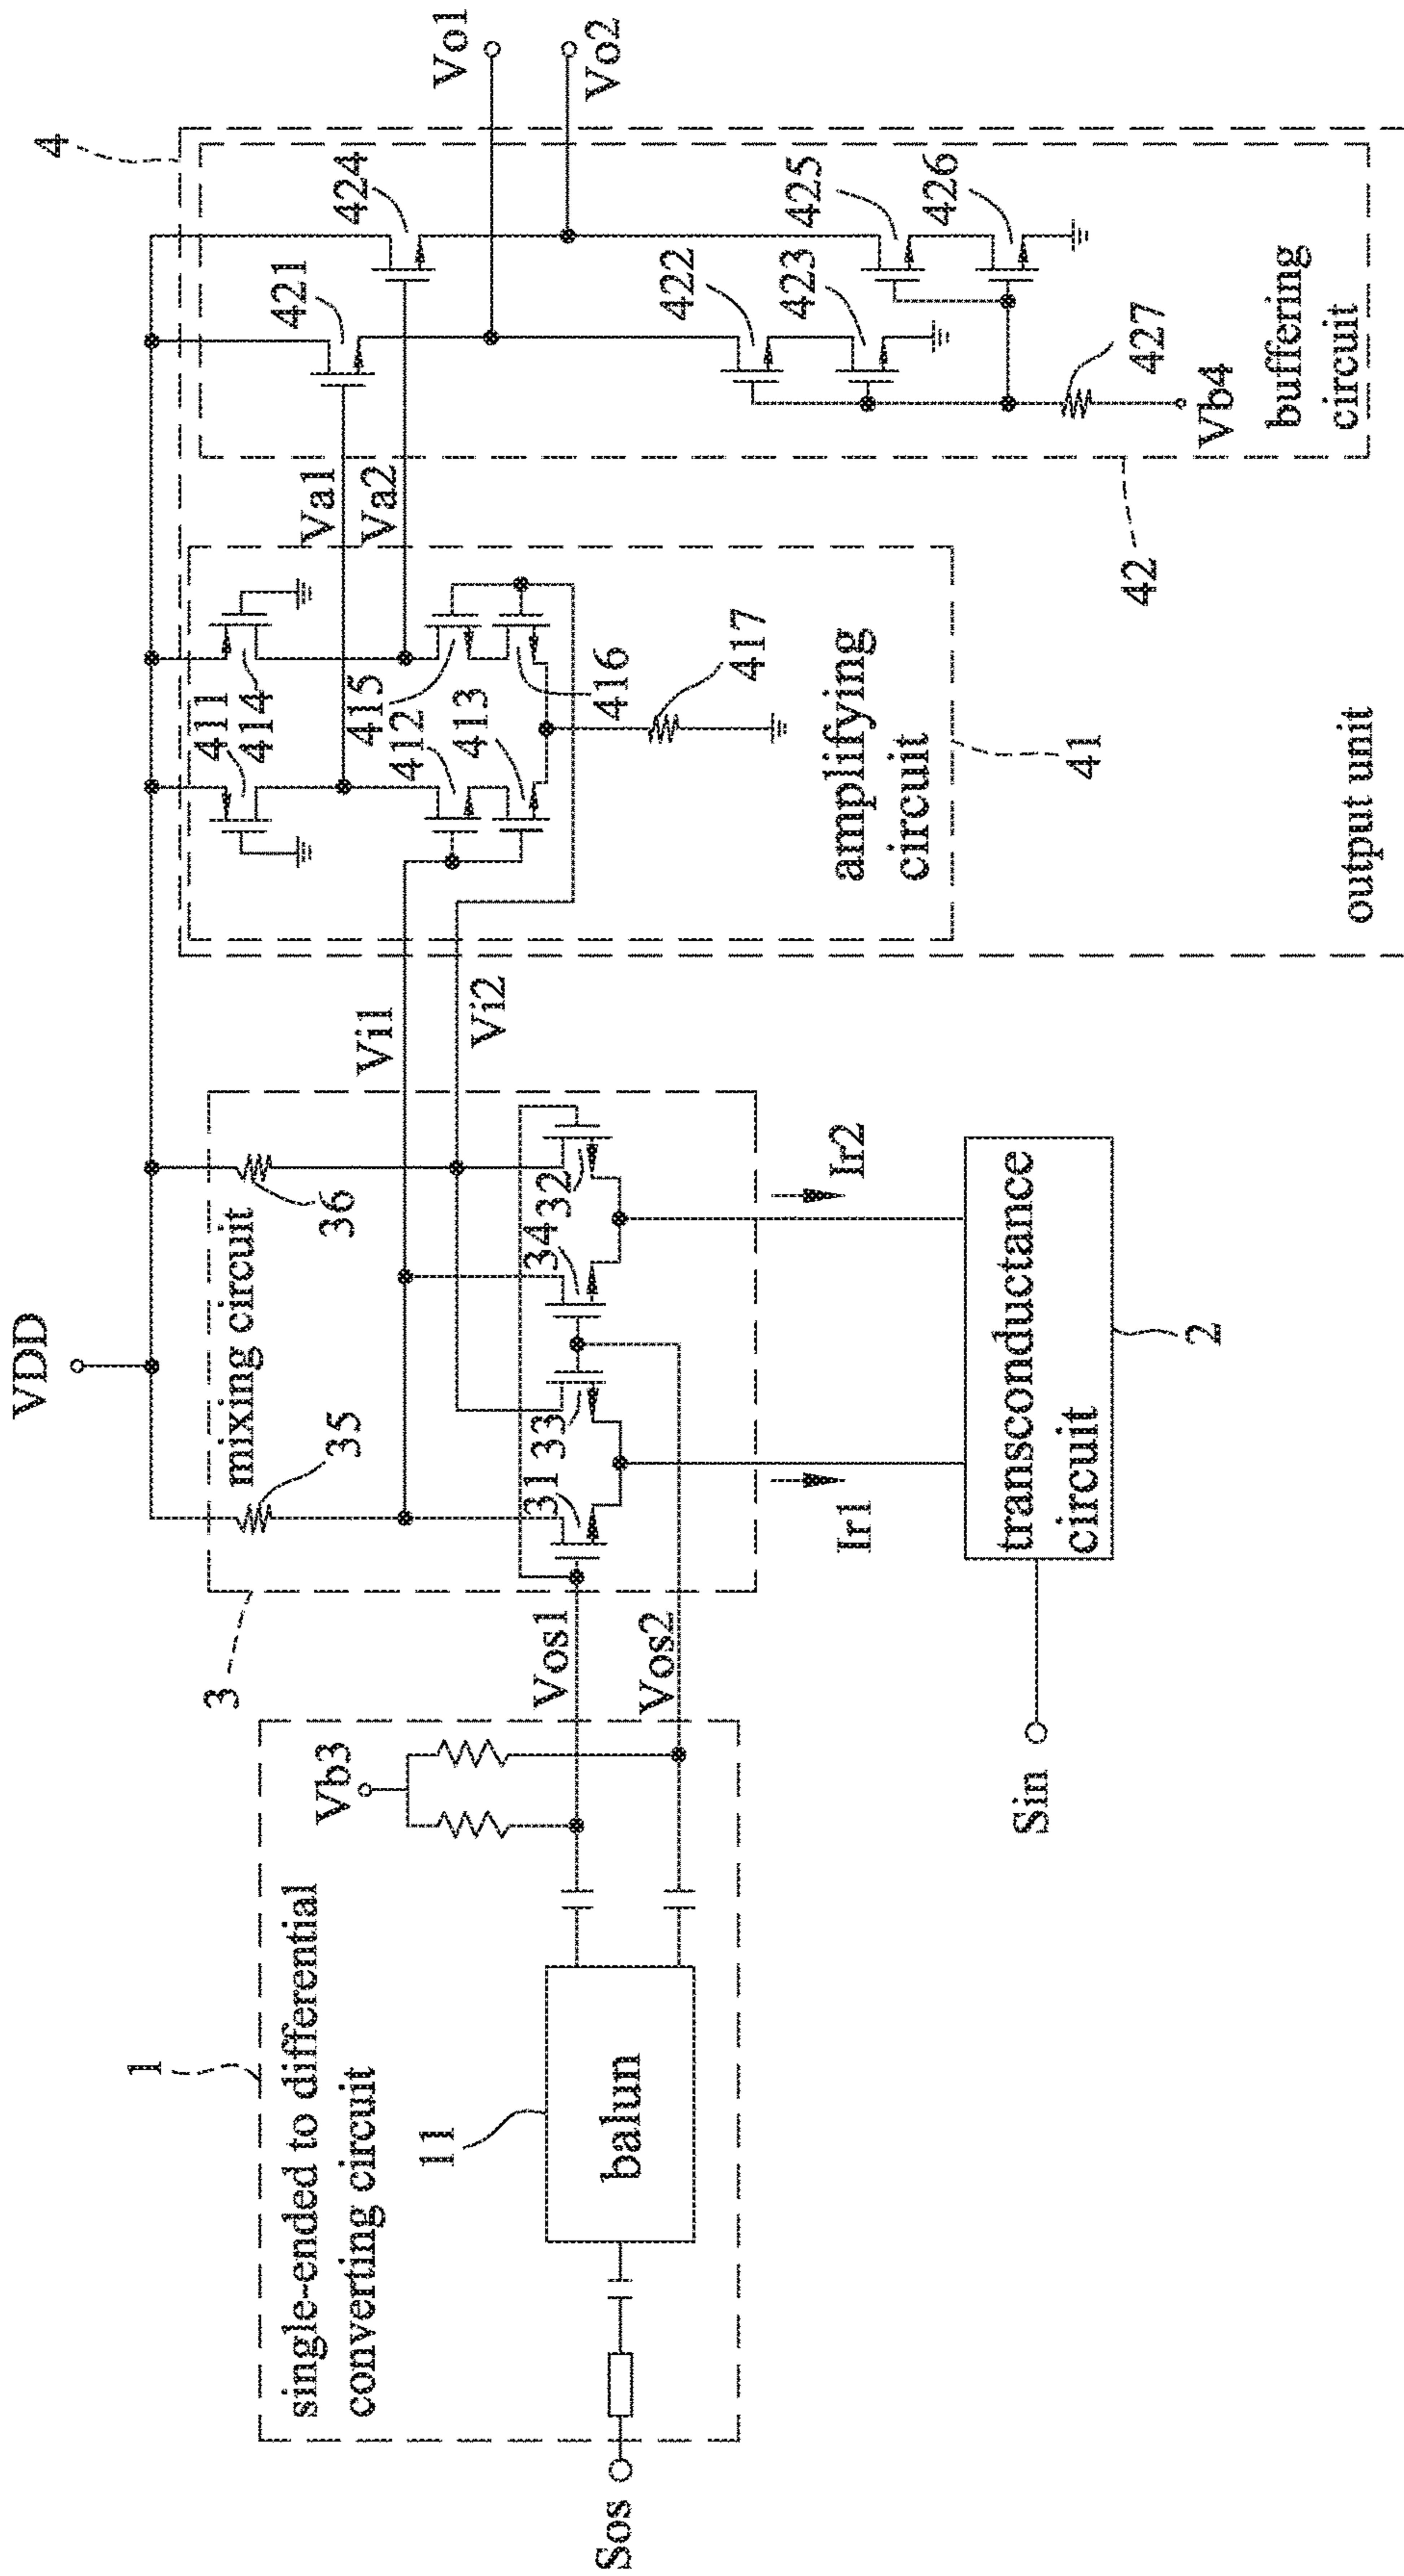 VDD
4
Vo1
Vo2
1
single-ended to differential
converting circuit
11
balun
Sos
Vb3
Vos1
Vos2
3
mixing circuit
35
36
31
33
34
32
Ir1
Ir2
Sin
transconductance
circuit
2
Vi1
Vi2
411
414
415
412
413
416
417
amplifying
circuit
41
Va1
Va2
421
424
422
423
425
426
427
Vb4
buffering
circuit
42
output unit